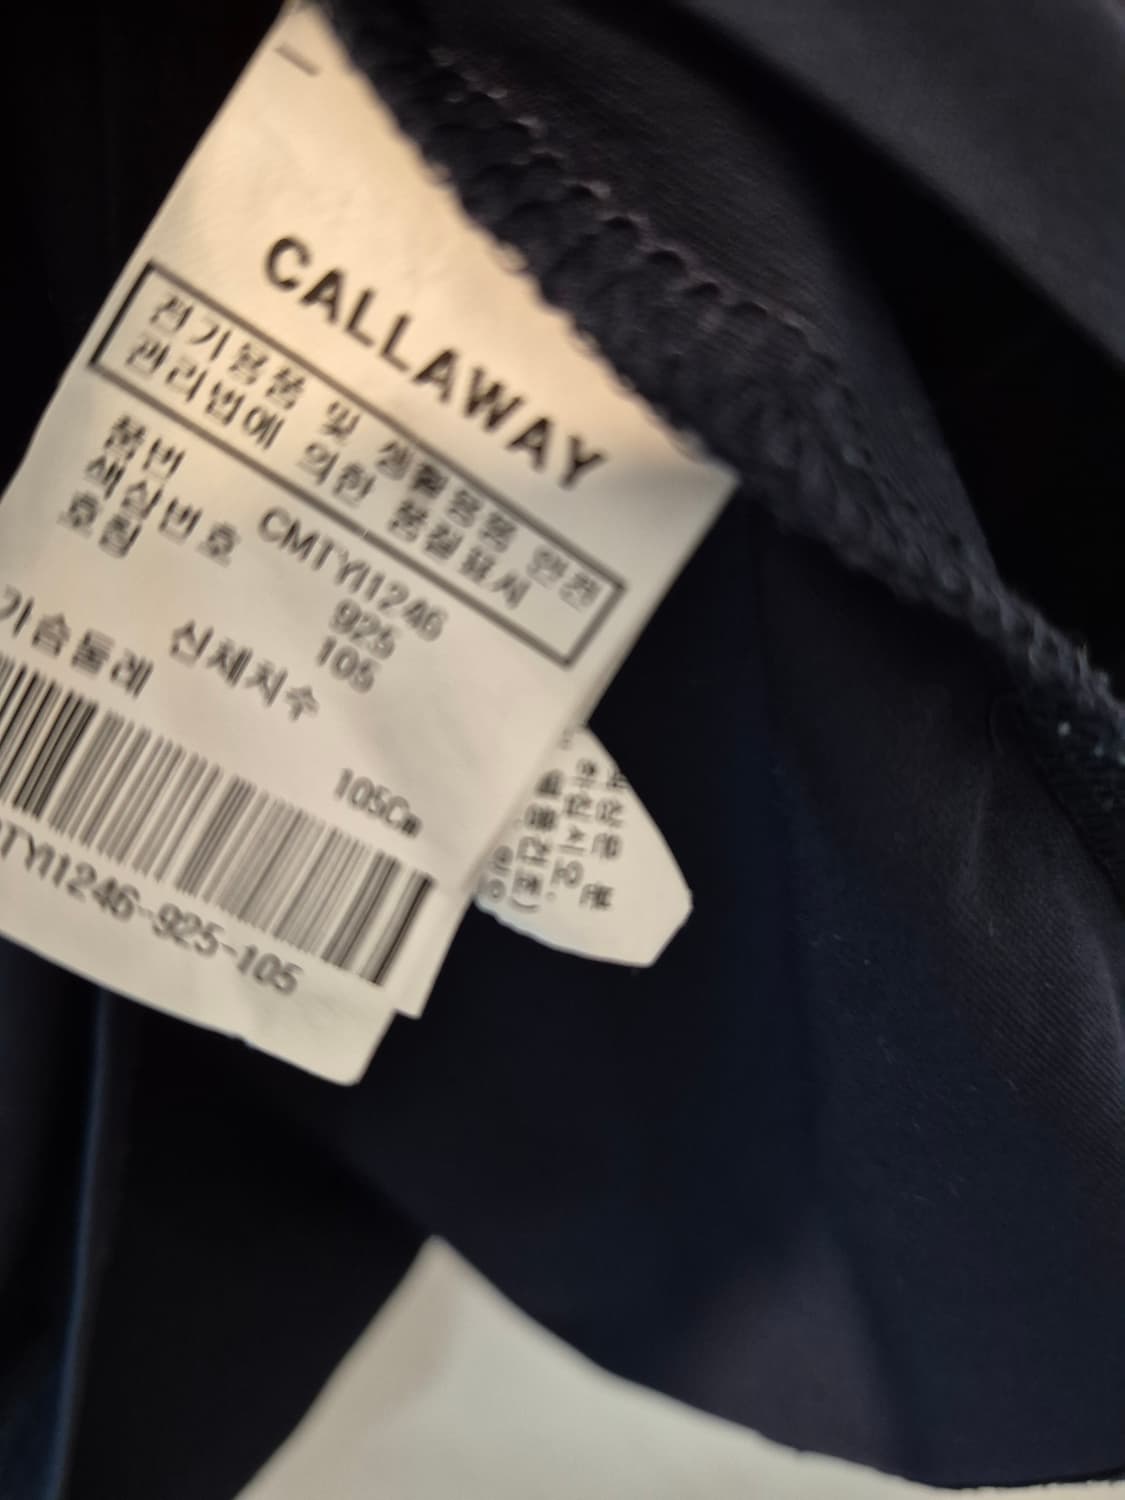 CALLAWAY
전기용품 및 생활용품 안전
관리법에 의한 품질표시
품번 CMTYI1246
색상번호 925
호칭 105
신체치수
가슴둘레 105Cm
TYI1246-925-105